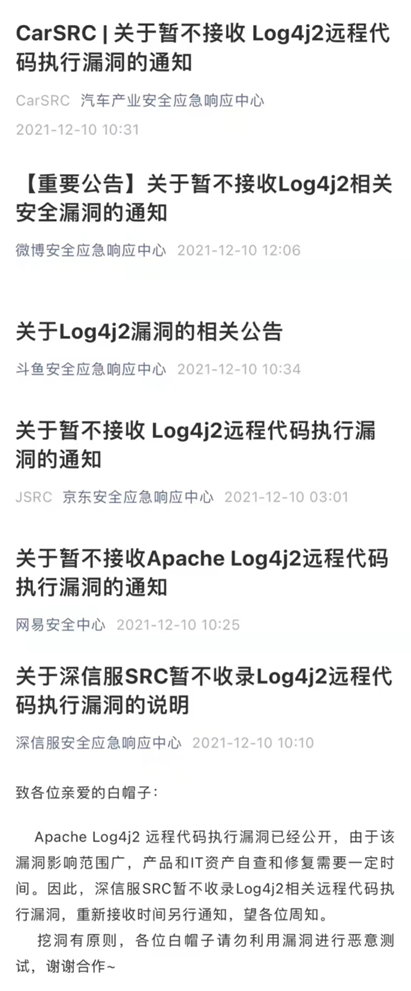 CarSRC | 关于暂不接收 Log4j2远程代
码执行漏洞的通知
CarSRC 汽车产业安全应急响应中心
2021-12-10 10:31
【重要公告】关于暂不接收Log4j2相关
安全漏洞的通知
微博安全应急响应中心 2021-12-10 12:06
关于Log4j2漏洞的相关公告
斗鱼安全应急响应中心 2021-12-10 10:34
关于暂不接收 Log4j2远程代码执行漏
洞的通知
JSRC 京东安全应急响应中心 2021-12-10 03:01
关于暂不接收Apache Log4j2远程代码
执行漏洞的通知
网易安全中心 2021-12-10 10:25
关于深信服SRC暂不收录Log4j2远程代
码执行漏洞的说明
深信服安全应急响应中心 2021-12-10 10:10
致各位亲爱的白帽子：
Apache Log4j2 远程代码执行漏洞已经公开，由于该
漏洞影响范围广，产品和IT资产自查和修复需要一定时
间。因此，深信服SRC暂不收录Log4j2相关远程代码执
行漏洞，重新接收时间另行通知，望各位周知。
挖洞有原则，各位白帽子请勿利用漏洞进行恶意测
试，谢谢合作~